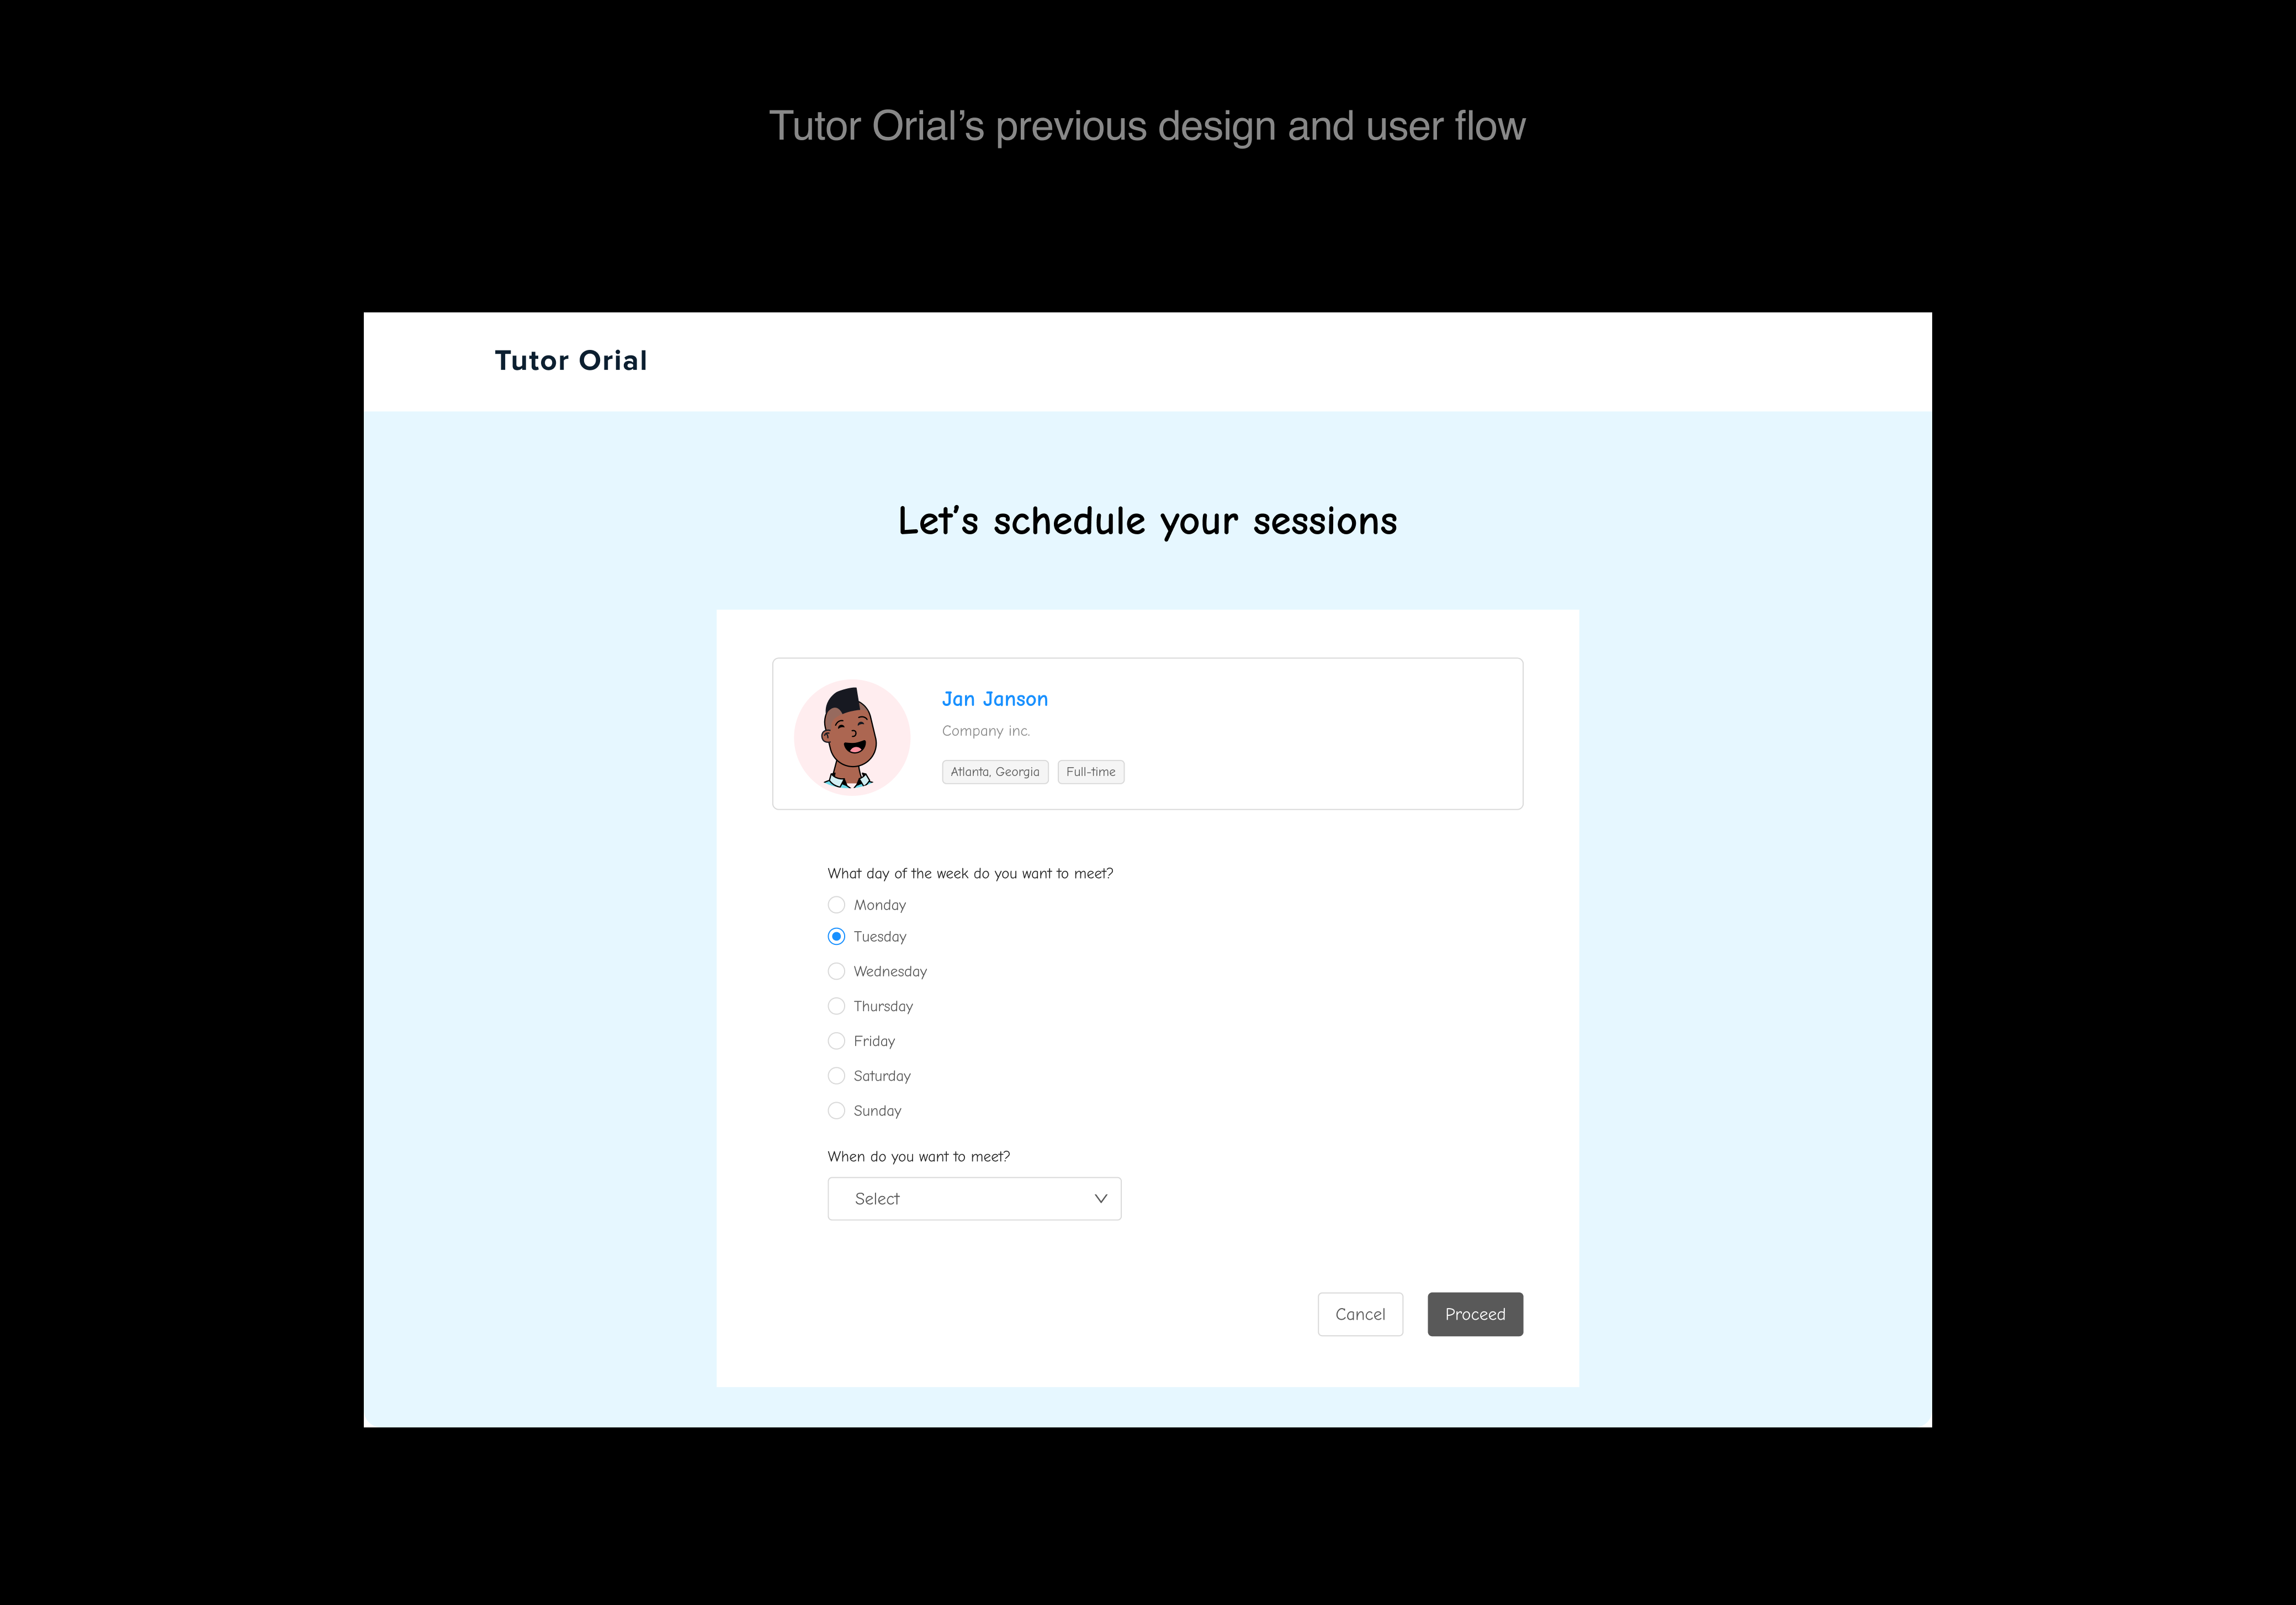 Tutor Orial’s previous design and user flow
Tutor Orial
Let’s schedule your sessions
Jan Janson
Company inc.
Atlanta, Georgia
Full-time
What day of the week do you want to meet?
Monday
Tuesday
Wednesday
Thursday
Friday
Saturday
Sunday
When do you want to meet?
Select
Cancel
Proceed